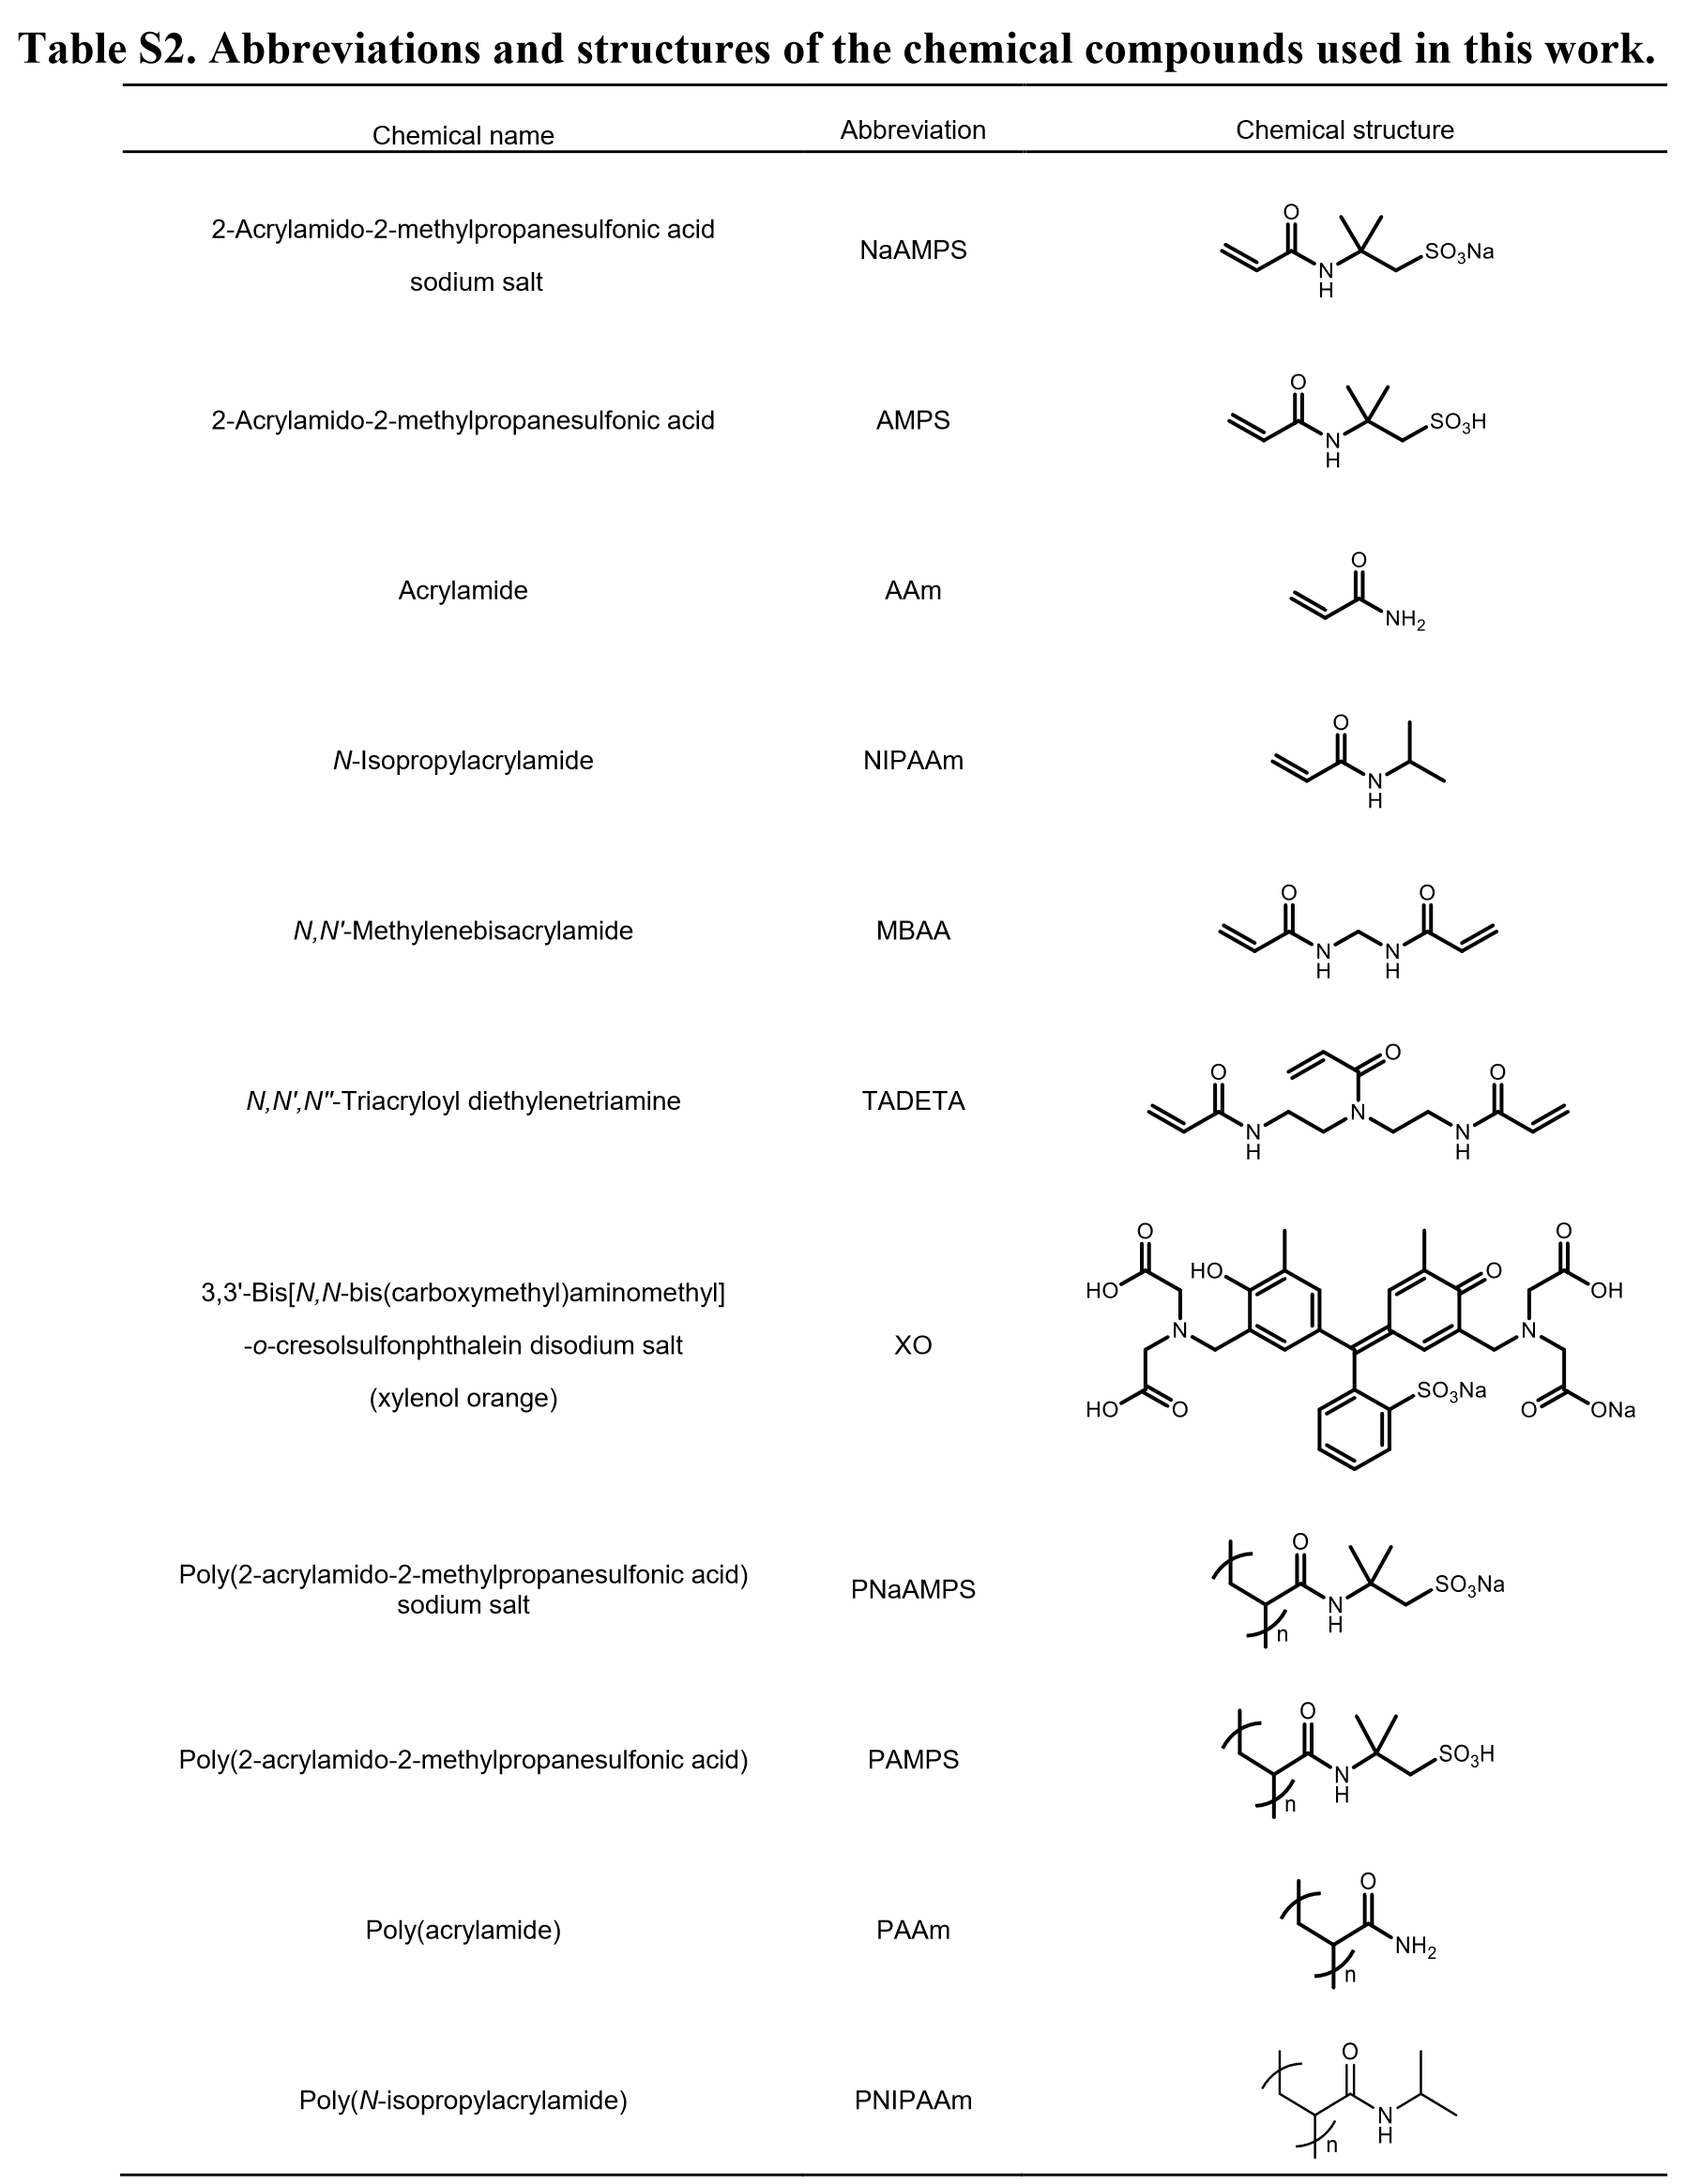 Table S2. Abbreviations and structures of the chemical compounds used in this work.
Chemical name Abbreviation Chemical structure
2-Acrylamido-2-methylpropanesulfonic acid
sodium salt
NaAMPS
O
N
H
SO3Na
2-Acrylamido-2-methylpropanesulfonic acid
AMPS
O
N
H
SO3H
Acrylamide
AAm
O
NH2
N-Isopropylacrylamide
NIPAAm
O
N
H
N,N'-Methylenebisacrylamide
MBAA
O O
N N
H H
N,N',N''-Triacryloyl diethylenetriamine
TADETA
O
O O
N
N N
H H
3,3'-Bis[N,N-bis(carboxymethyl)aminomethyl]
-o-cresolsulfonphthalein disodium salt
(xylenol orange)
XO
O O
HO HO O OH
N N
SO3Na
HO O O ONa
Poly(2-acrylamido-2-methylpropanesulfonic acid)
sodium salt
PNaAMPS
O
SO3Na
N
H
n
Poly(2-acrylamido-2-methylpropanesulfonic acid)
PAMPS
O
SO3H
N
H
n
Poly(acrylamide)
PAAm
O
NH2
n
Poly(N-isopropylacrylamide)
PNIPAAm
O
N
H
n